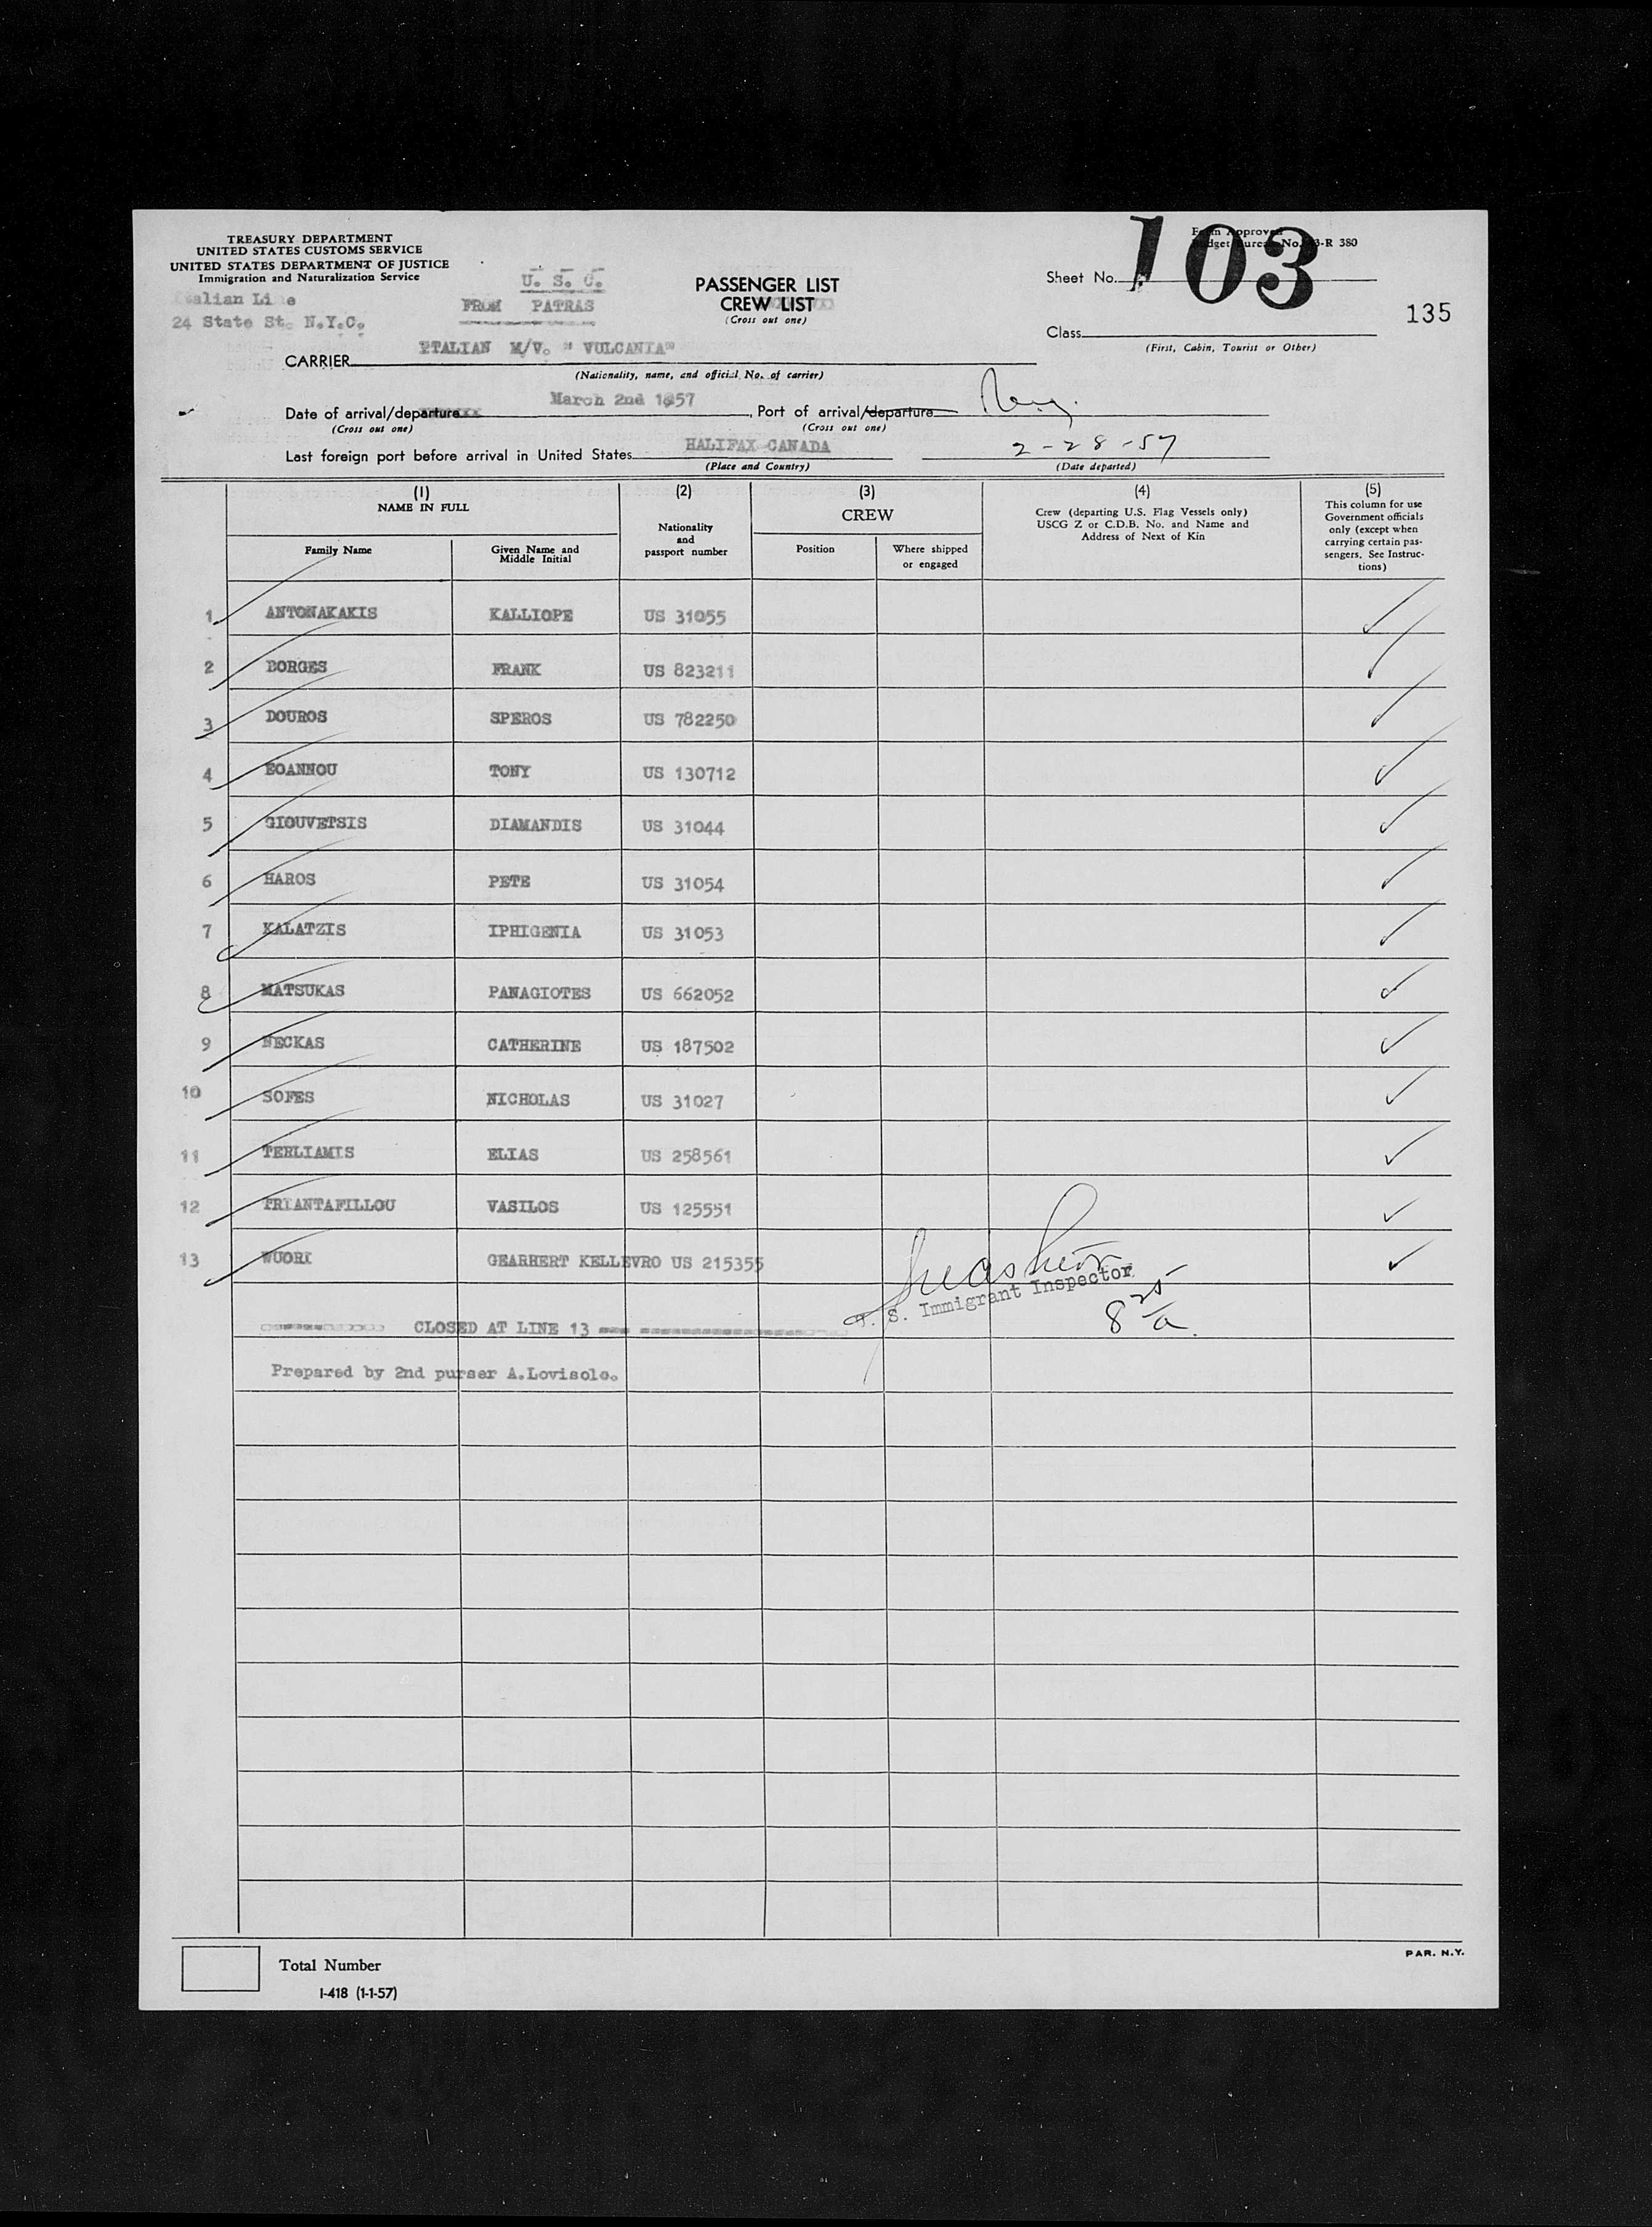 TREASURY DEPARTMENT
UNITED STATES CUSTOMS SERVICE
UNITED STATES DEPARTMENT OF JUSTICE
Immigration and Naturalization Service
Italian Line
24 State St. N.Y.C.
U. S. C.
FROM PATRAS
PASSENGER LIST
CREW LIST
(Cross out one)
Form Approved
Budget Bureau No. 43-R 380
Sheet No. 103
135
Class
(First, Cabin, Tourist or Other)
CARRIER ITALIAN M/V. " VULCANIA"
(Nationality, name, and official No. of carrier)
Date of arrival/departure March 2nd 1957, Port of arrival/departure
(Cross out one) (Cross out one)
Last foreign port before arrival in United States HALIFAX CANADA 2-28-57
(Place and Country) (Date departed)
(1) NAME IN FULL
Family Name
Given Name and Middle Initial
(2) Nationality and passport number
(3) CREW
Position
Where shipped or engaged
(4) Crew (departing U.S. Flag Vessels only) USCG Z or C.D.B. No. and Name and Address of Next of Kin
(5) This column for use Government officials only (except when carrying certain passengers. See Instructions)
1 ANTONAKAKIS KALLIOPE US 31055
2 BORGES FRANK US 823211
3 DOUROS SPEROS US 782250
4 EOANNOU TONY US 130712
5 GIOUVETSIS DIAMANDIS US 31044
6 HAROS PETE US 31054
7 KALATZIS IPHIGENIA US 31053
8 MATSUKAS PANAGIOTES US 662052
9 NECKAS CATHERINE US 187502
10 SOFES NICHOLAS US 31027
11 TERLIAMIS ELIAS US 258561
12 TRIANTAFILLOU VASILOS US 125551
13 WUORI GEARHERT KELLEVRO US 215355
U. S. Immigrant Inspector
8 25 a
CLOSED AT LINE 13
Prepared by 2nd purser A.Lovisolo.
Total Number
I-418 (1-1-57)
PAR. N.Y.